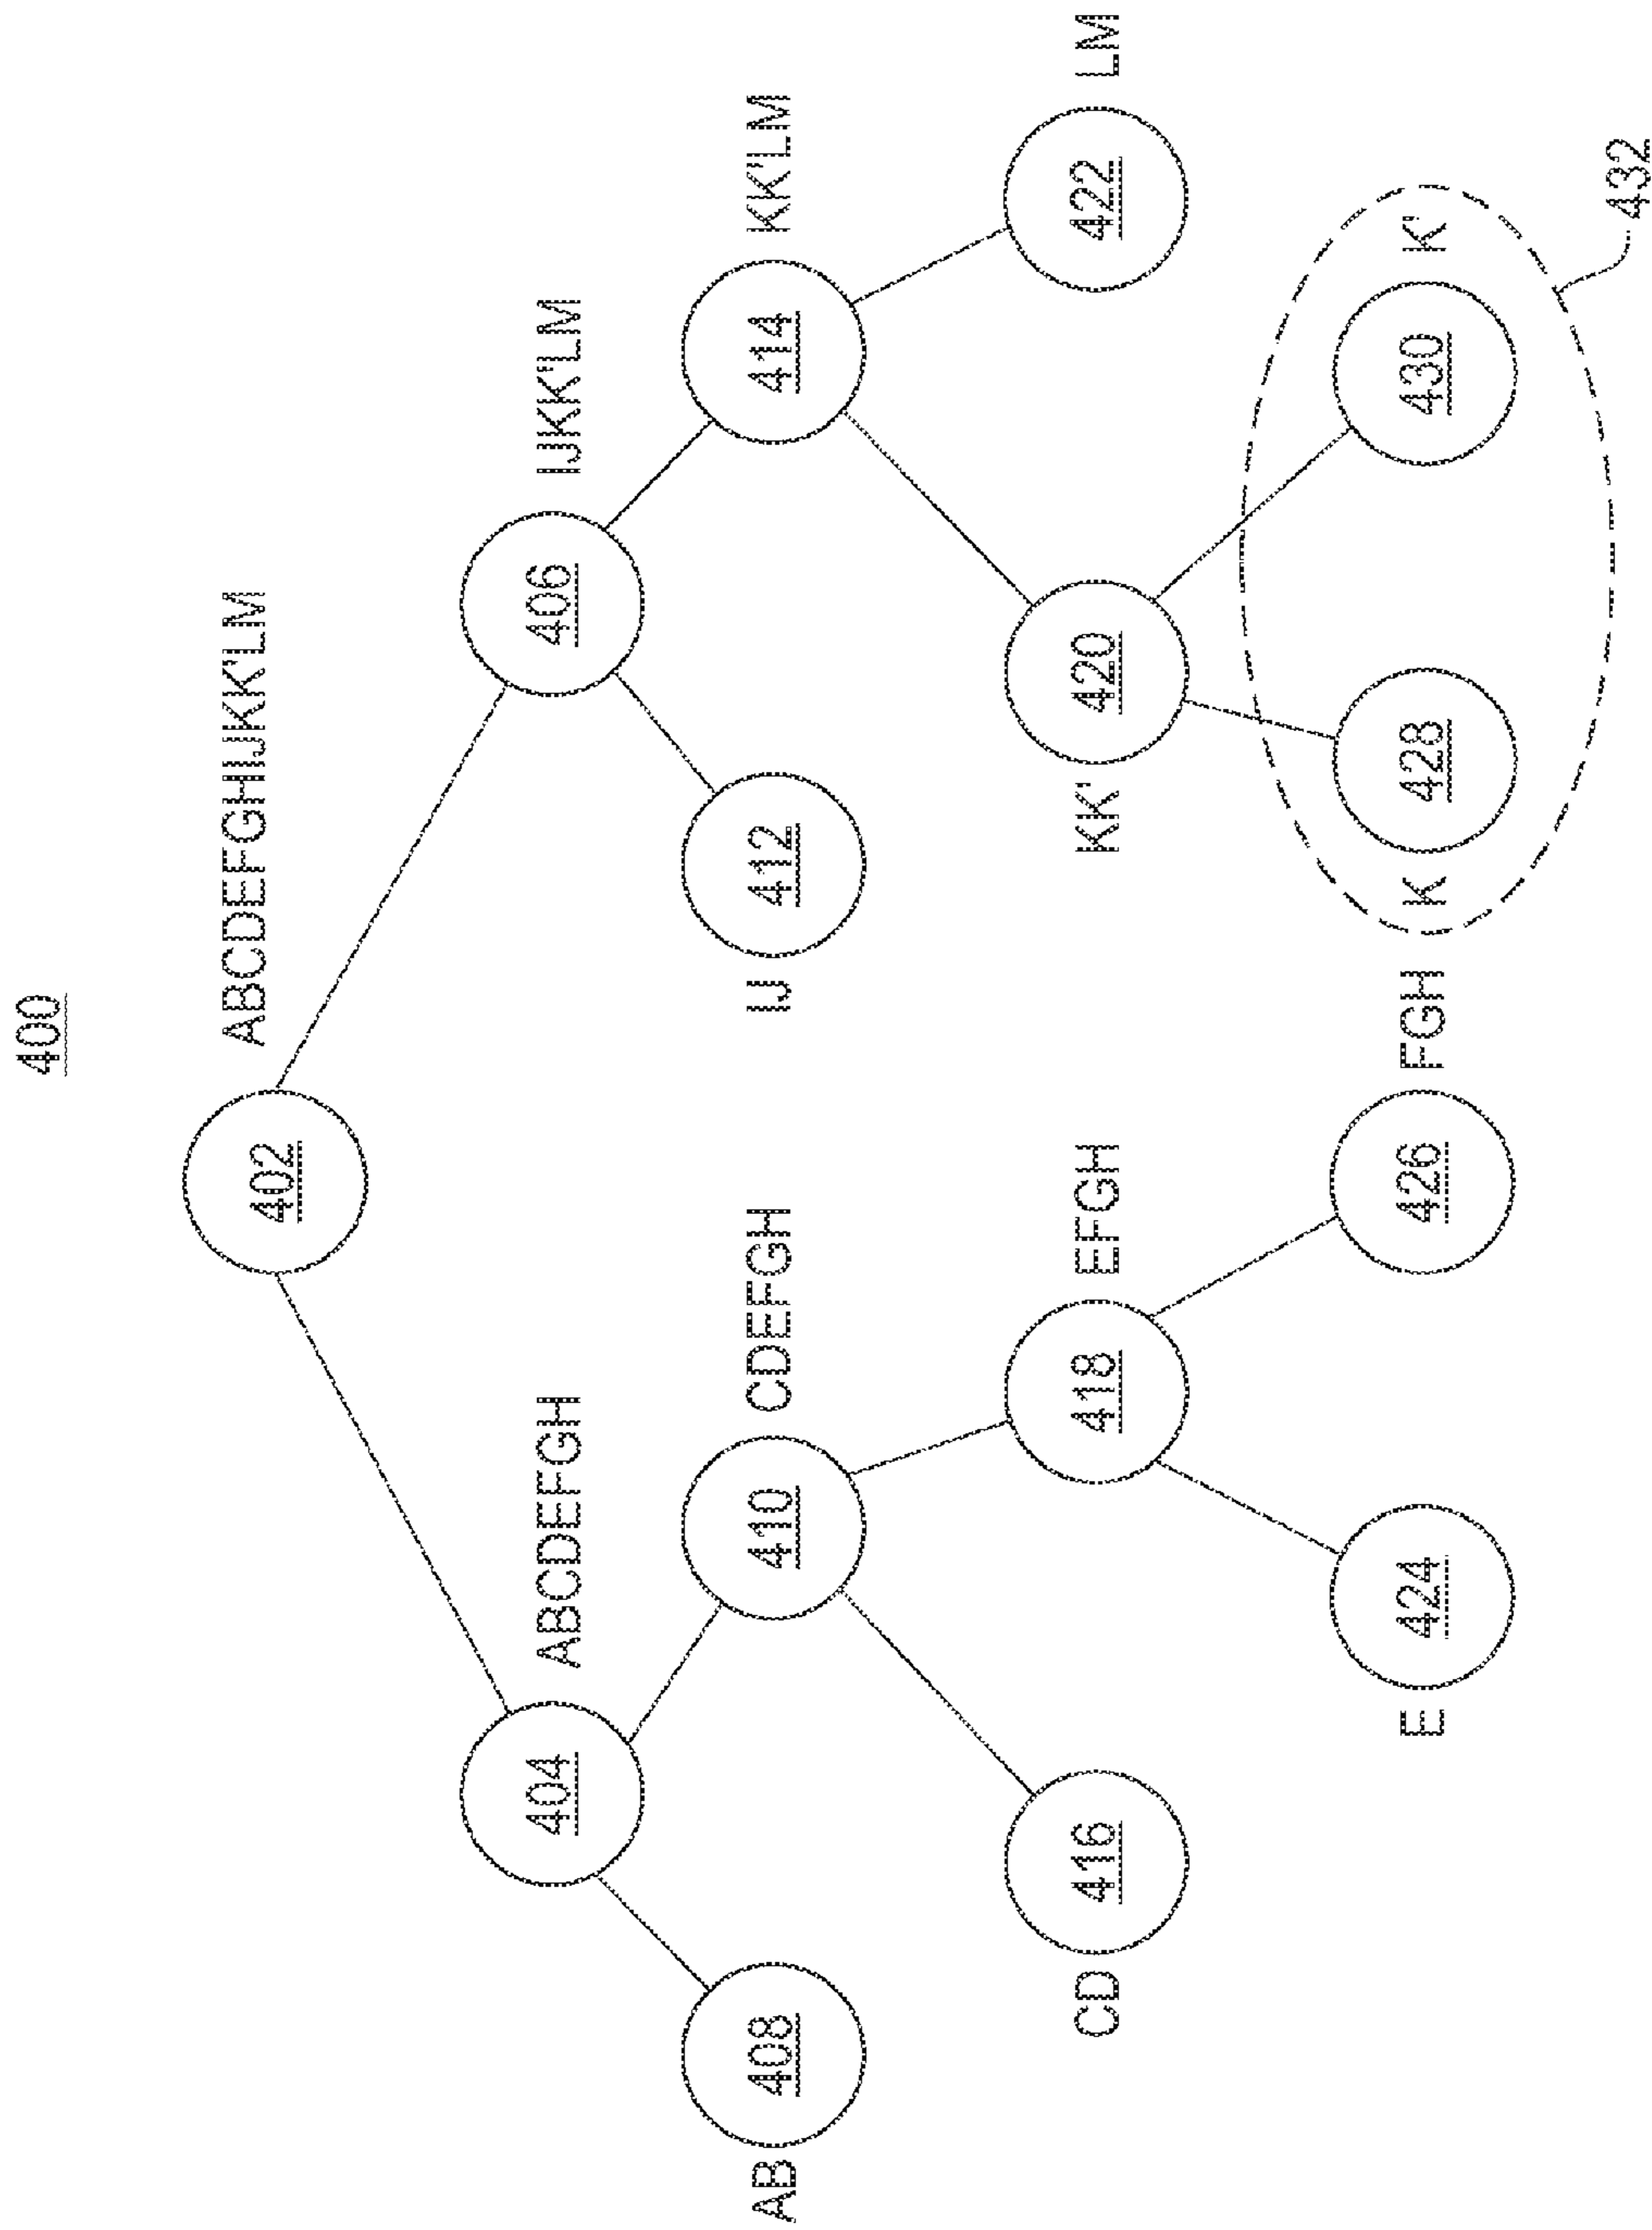 400
402 ABCDEFGHIJKK'LM
404 ABCDEFGH
406 IJKK'LM
AB 408
410 CDEFGH
IJ 412
414 KK'LM
CD 416
418 EFGH
KK' 420
422 LM
E 424
426 FGH
K 428
430 K'
432